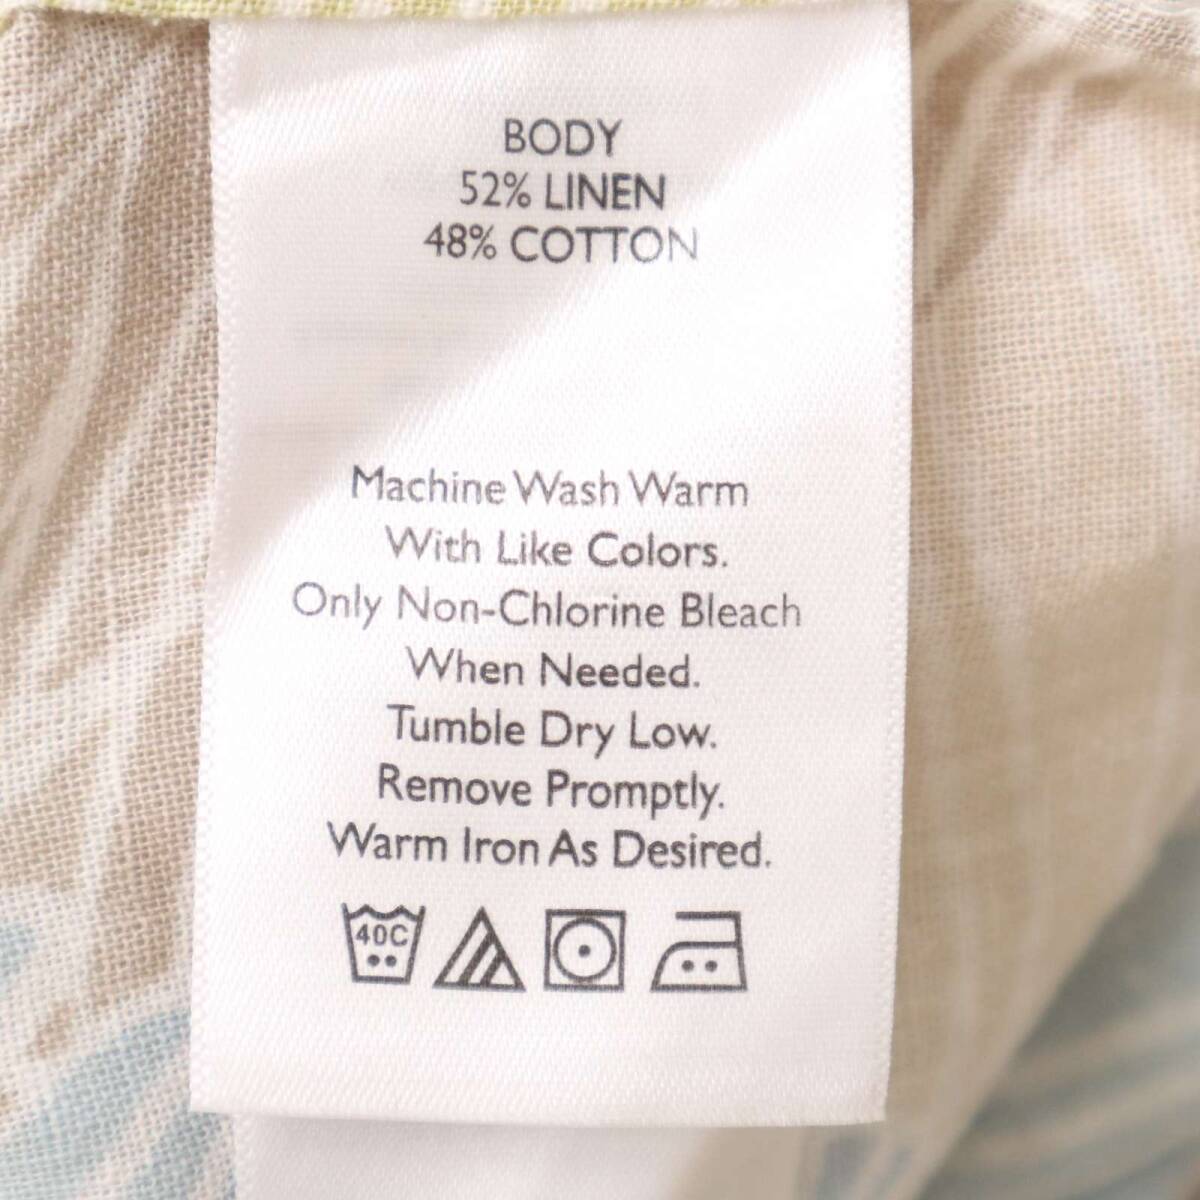 BODY
52% LINEN
48% COTTON
Machine Wash Warm
With Like Colors.
Only Non-Chlorine Bleach
When Needed.
Tumble Dry Low.
Remove Promptly.
Warm Iron As Desired.
40C